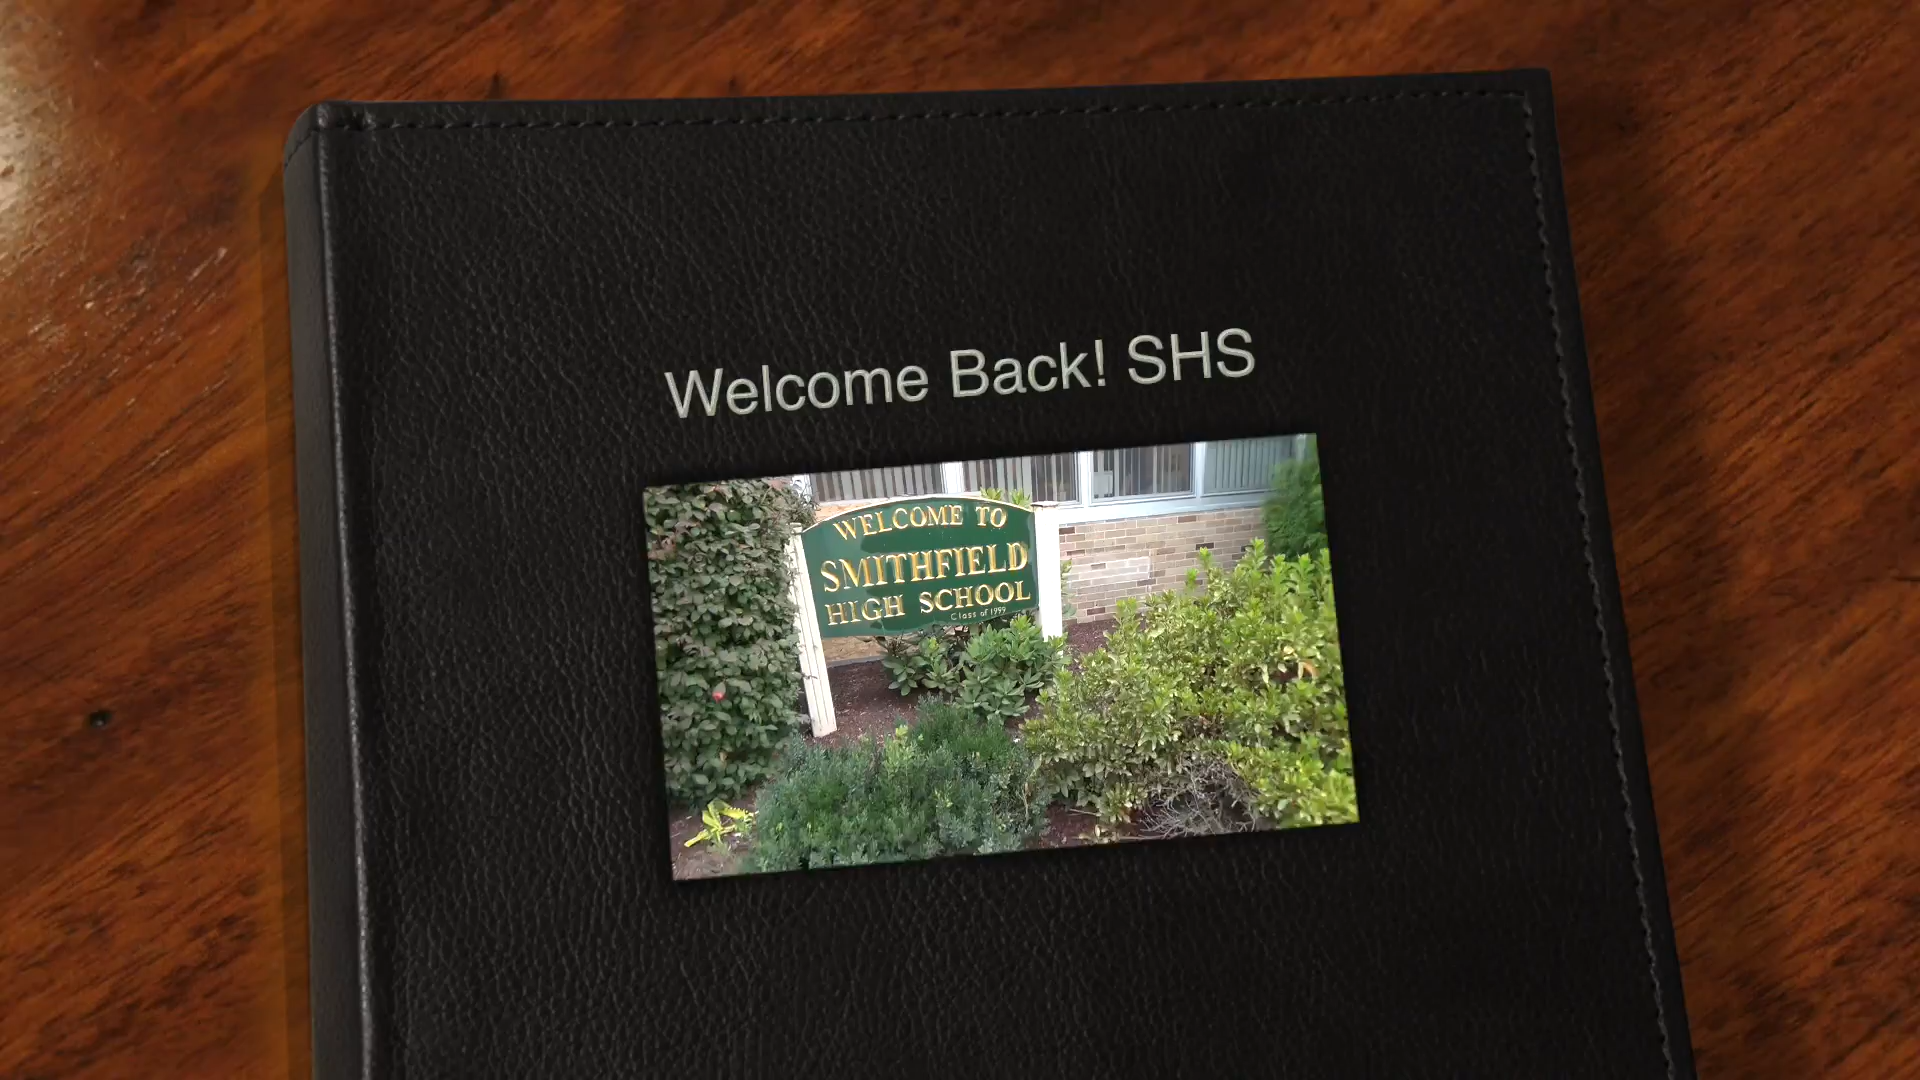 Welcome Back! SHS
WELCOME TO
SMITHFIELD
HIGH SCHOOL
Class of 1999